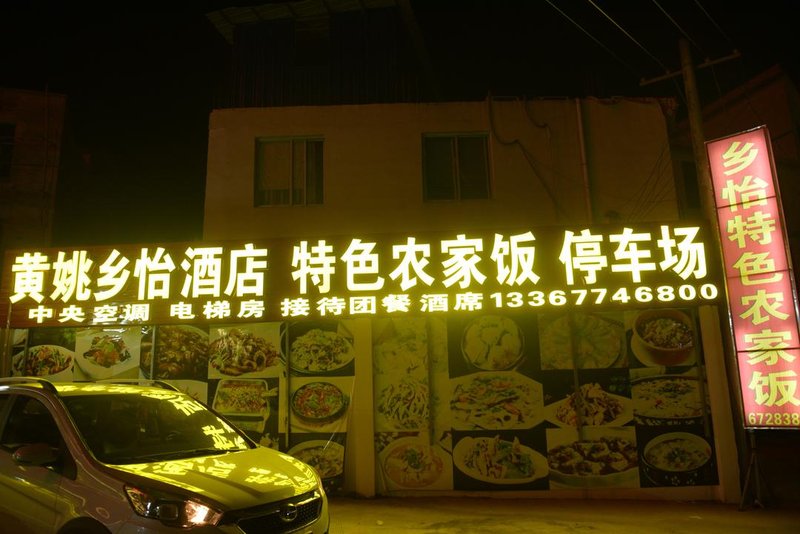 黄姚乡怡酒店 特色农家饭 停车场
中央空调 电梯房 接待团餐 酒席13367746800
乡怡特色农家饭
672838